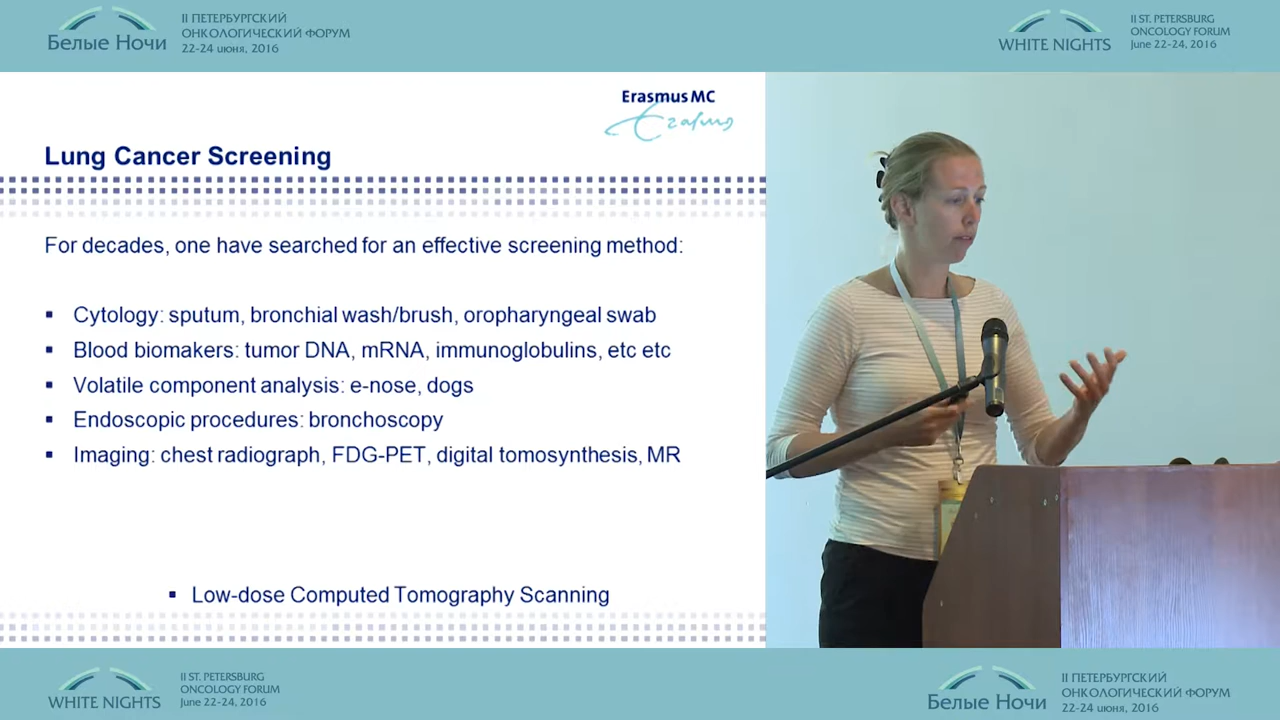 Белые Ночи
II ПЕТЕРБУРГСКИЙ
ОНКОЛОГИЧЕСКИЙ ФОРУМ
22-24 июня, 2016
WHITE NIGHTS
II ST. PETERSBURG
ONCOLOGY FORUM
June 22-24, 2016
Erasmus MC
Erasmus
Lung Cancer Screening
For decades, one have searched for an effective screening method:
▪ Cytology: sputum, bronchial wash/brush, oropharyngeal swab
▪ Blood biomakers: tumor DNA, mRNA, immunoglobulins, etc etc
▪ Volatile component analysis: e-nose, dogs
▪ Endoscopic procedures: bronchoscopy
▪ Imaging: chest radiograph, FDG-PET, digital tomosynthesis, MR
▪ Low-dose Computed Tomography Scanning
WHITE NIGHTS
II ST. PETERSBURG
ONCOLOGY FORUM
June 22-24, 2016
Белые Ночи
II ПЕТЕРБУРГСКИЙ
ОНКОЛОГИЧЕСКИЙ ФОРУМ
22-24 июня, 2016